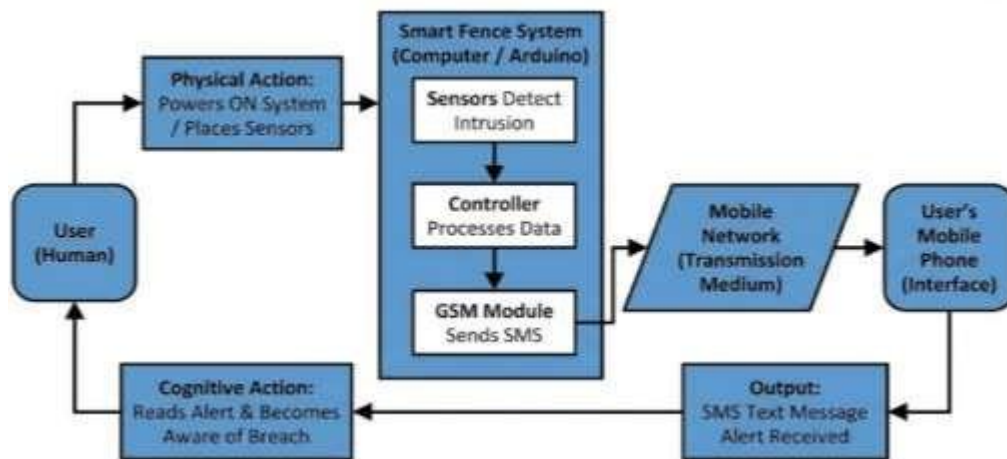 User
(Human)
Physical Action:
Powers ON System
/ Places Sensors
Smart Fence System
(Computer / Arduino)
Sensors Detect
Intrusion
Controller
Processes Data
GSM Module
Sends SMS
Mobile
Network
(Transmission
Medium)
User's
Mobile
Phone
(Interface)
Output:
SMS Text Message
Alert Received
Cognitive Action:
Reads Alert & Becomes
Aware of Breach